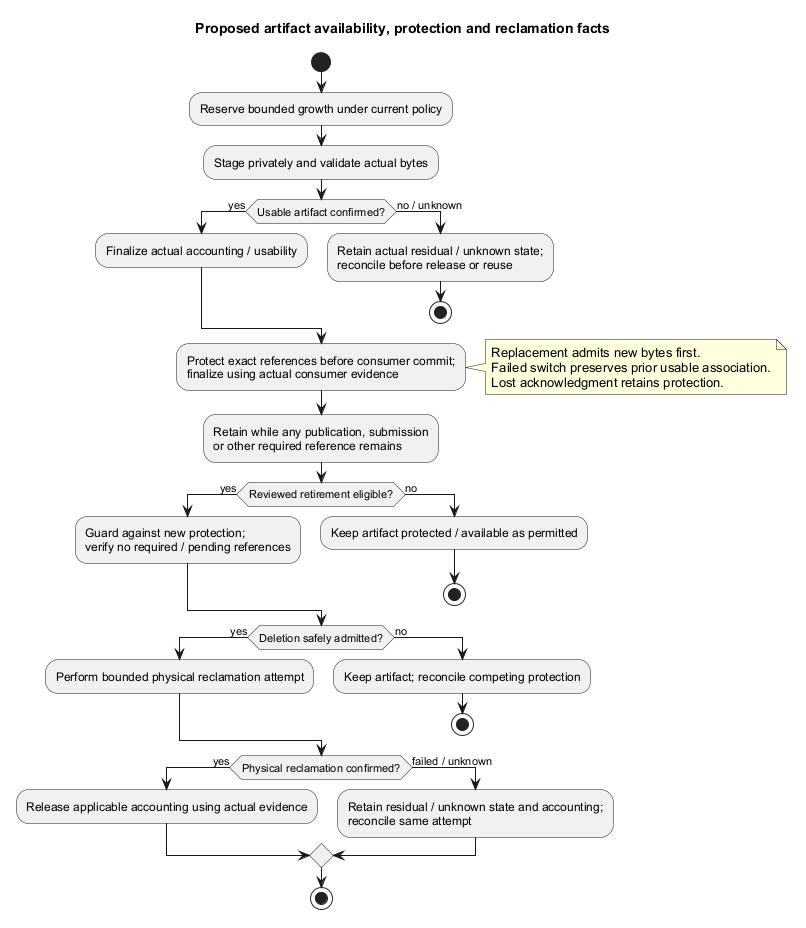 Proposed artifact availability, protection and reclamation facts
Reserve bounded growth under current policy
Stage privately and validate actual bytes
yes
Usable artifact confirmed?
no / unknown
Finalize actual accounting / usability
Retain actual residual / unknown state;
reconcile before release or reuse
Protect exact references before consumer commit;
finalize using actual consumer evidence
Replacement admits new bytes first.
Failed switch preserves prior usable association.
Lost acknowledgment retains protection.
Retain while any publication, submission
or other required reference remains
yes
Reviewed retirement eligible?
no
Guard against new protection;
verify no required / pending references
Keep artifact protected / available as permitted
yes
Deletion safely admitted?
no
Perform bounded physical reclamation attempt
Keep artifact; reconcile competing protection
yes
Physical reclamation confirmed?
failed / unknown
Release applicable accounting using actual evidence
Retain residual / unknown state and accounting;
reconcile same attempt